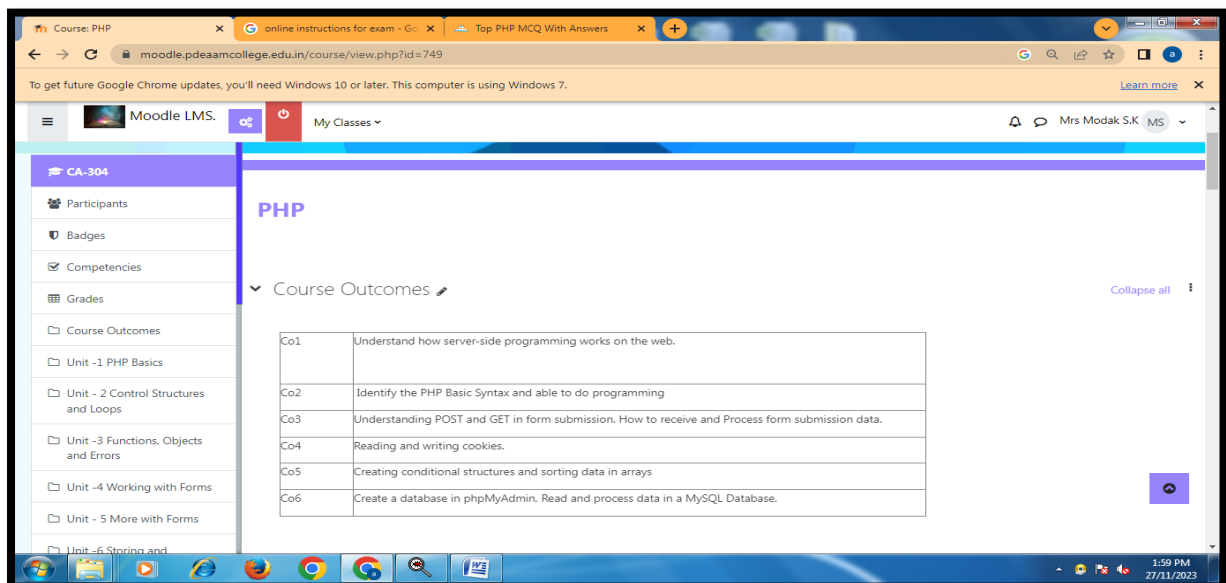 Course: PHP
online instructions for exam - Go
Top PHP MCQ With Answers
moodle.pdeaamcollege.edu.in/course/view.php?id=749
To get future Google Chrome updates, you'll need Windows 10 or later. This computer is using Windows 7.
Learn more
Moodle LMS.
My Classes
Mrs Modak S.K
MS
CA-304
Participants
Badges
Competencies
Grades
Course Outcomes
Unit -1 PHP Basics
Unit - 2 Control Structures
and Loops
Unit -3 Functions, Objects
and Errors
Unit -4 Working with Forms
Unit - 5 More with Forms
Unit -6 Storing and
PHP
Course Outcomes
Collapse all
Co1 Understand how server-side programming works on the web.
Co2 Identify the PHP Basic Syntax and able to do programming
Co3 Understanding POST and GET in form submission. How to receive and Process form submission data.
Co4 Reading and writing cookies.
Co5 Creating conditional structures and sorting data in arrays
Co6 Create a database in phpMyAdmin, Read and process data in a MySQL Database.
1:59 PM
27/11/2023